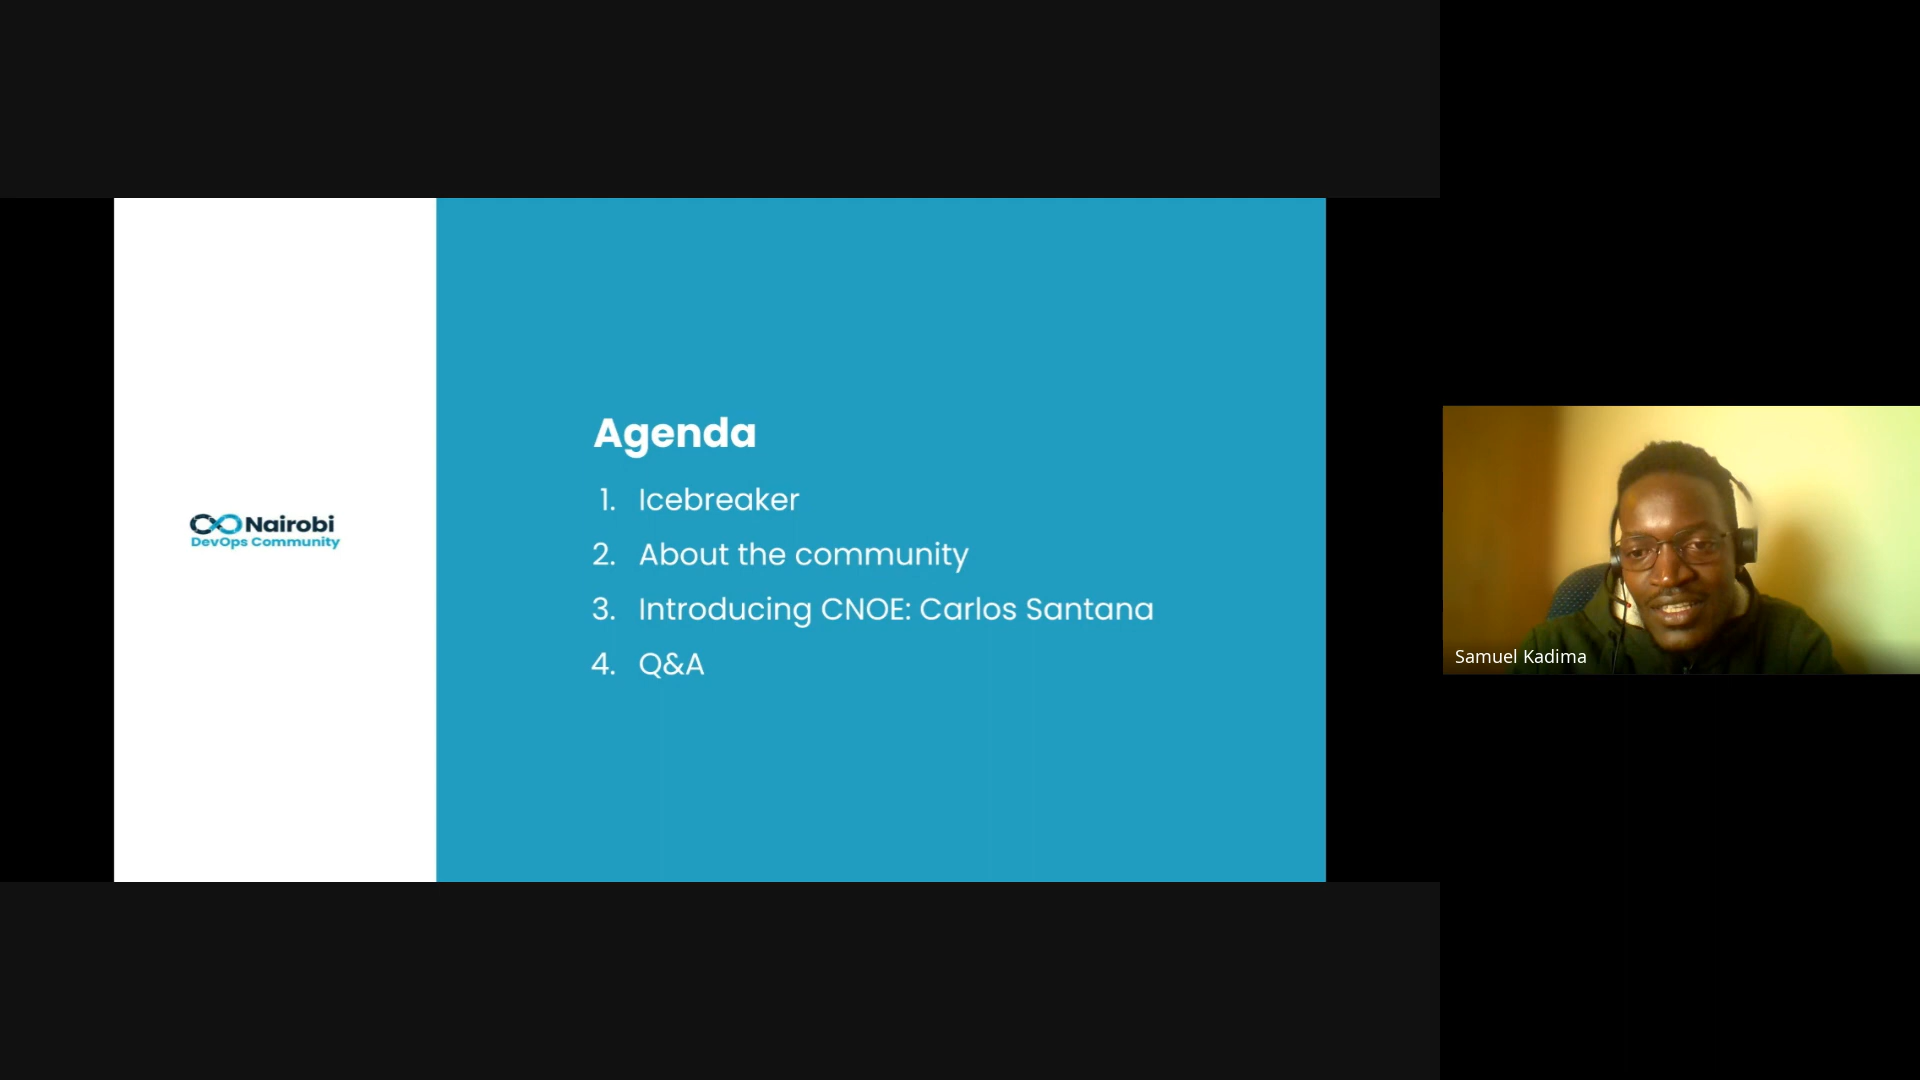 Nairobi
DevOps Community
Agenda
1. Icebreaker
2. About the community
3. Introducing CNOE: Carlos Santana
4. Q&A
Samuel Kadima